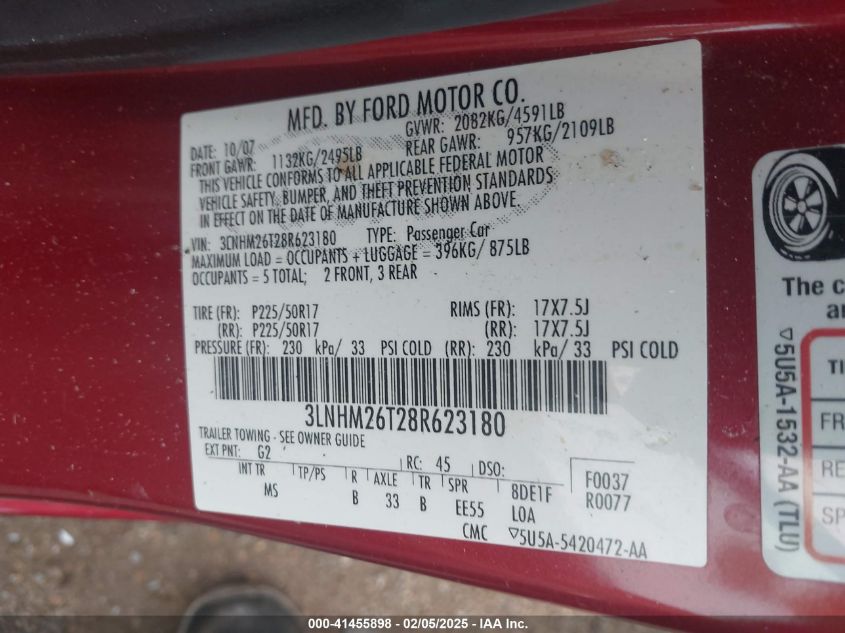 MFD. BY FORD MOTOR CO.
DATE: 10/07 GVWR: 2082KG/4591LB
FRONT GAWR: 1132KG/2495LB REAR GAWR: 957KG/2109LB
THIS VEHICLE CONFORMS TO ALL APPLICABLE FEDERAL MOTOR
VEHICLE SAFETY, BUMPER, AND THEFT PREVENTION STANDARDS
IN EFFECT ON THE DATE OF MANUFACTURE SHOWN ABOVE.
VIN: 3LNHM26T28R623180 TYPE: Passenger Car
MAXIMUM LOAD = OCCUPANTS + LUGGAGE = 396KG/ 875LB
OCCUPANTS = 5 TOTAL; 2 FRONT, 3 REAR
TIRE (FR): P225/50R17 RIMS (FR): 17X7.5J
(RR): P225/50R17 (RR): 17X7.5J
PRESSURE (FR): 230 kPa/ 33 PSI COLD (RR): 230 kPa/ 33 PSI COLD
3LNHM26T28R623180
TRAILER TOWING - SEE OWNER GUIDE
EXT PNT: G2 RC: 45 DSO: F0037
INT TR TP/PS R AXLE TR SPR 8DE1F R0077
MS B 33 B EE55 LOA
CMC ▽5U5A-5420472-AA
The c
an
▽5U5A-1532-AA (TLU)
TI
FR
RE
SP
000-41455898 - 02/05/2025 - IAA, Inc.